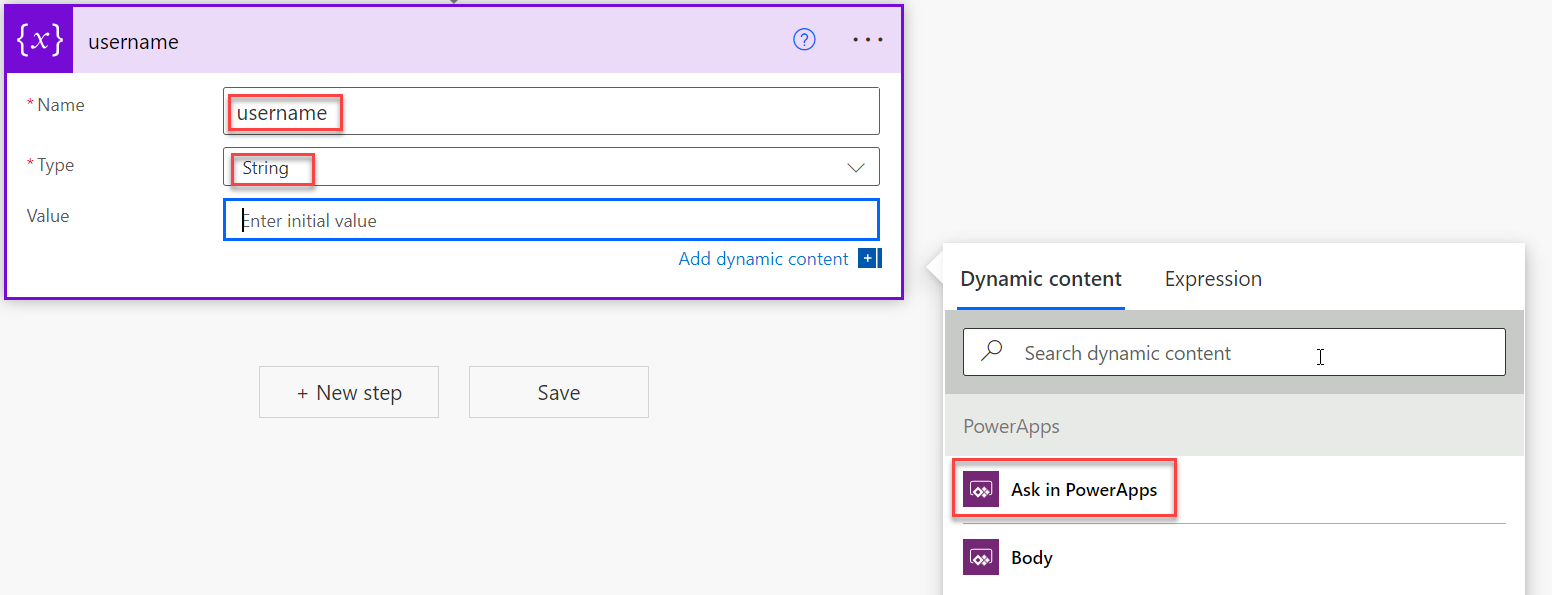 {x} username ?
* Name username
* Type String
Value Enter initial value
Add dynamic content +
+ New step Save
Dynamic content Expression
Search dynamic content
PowerApps
Ask in PowerApps
Body